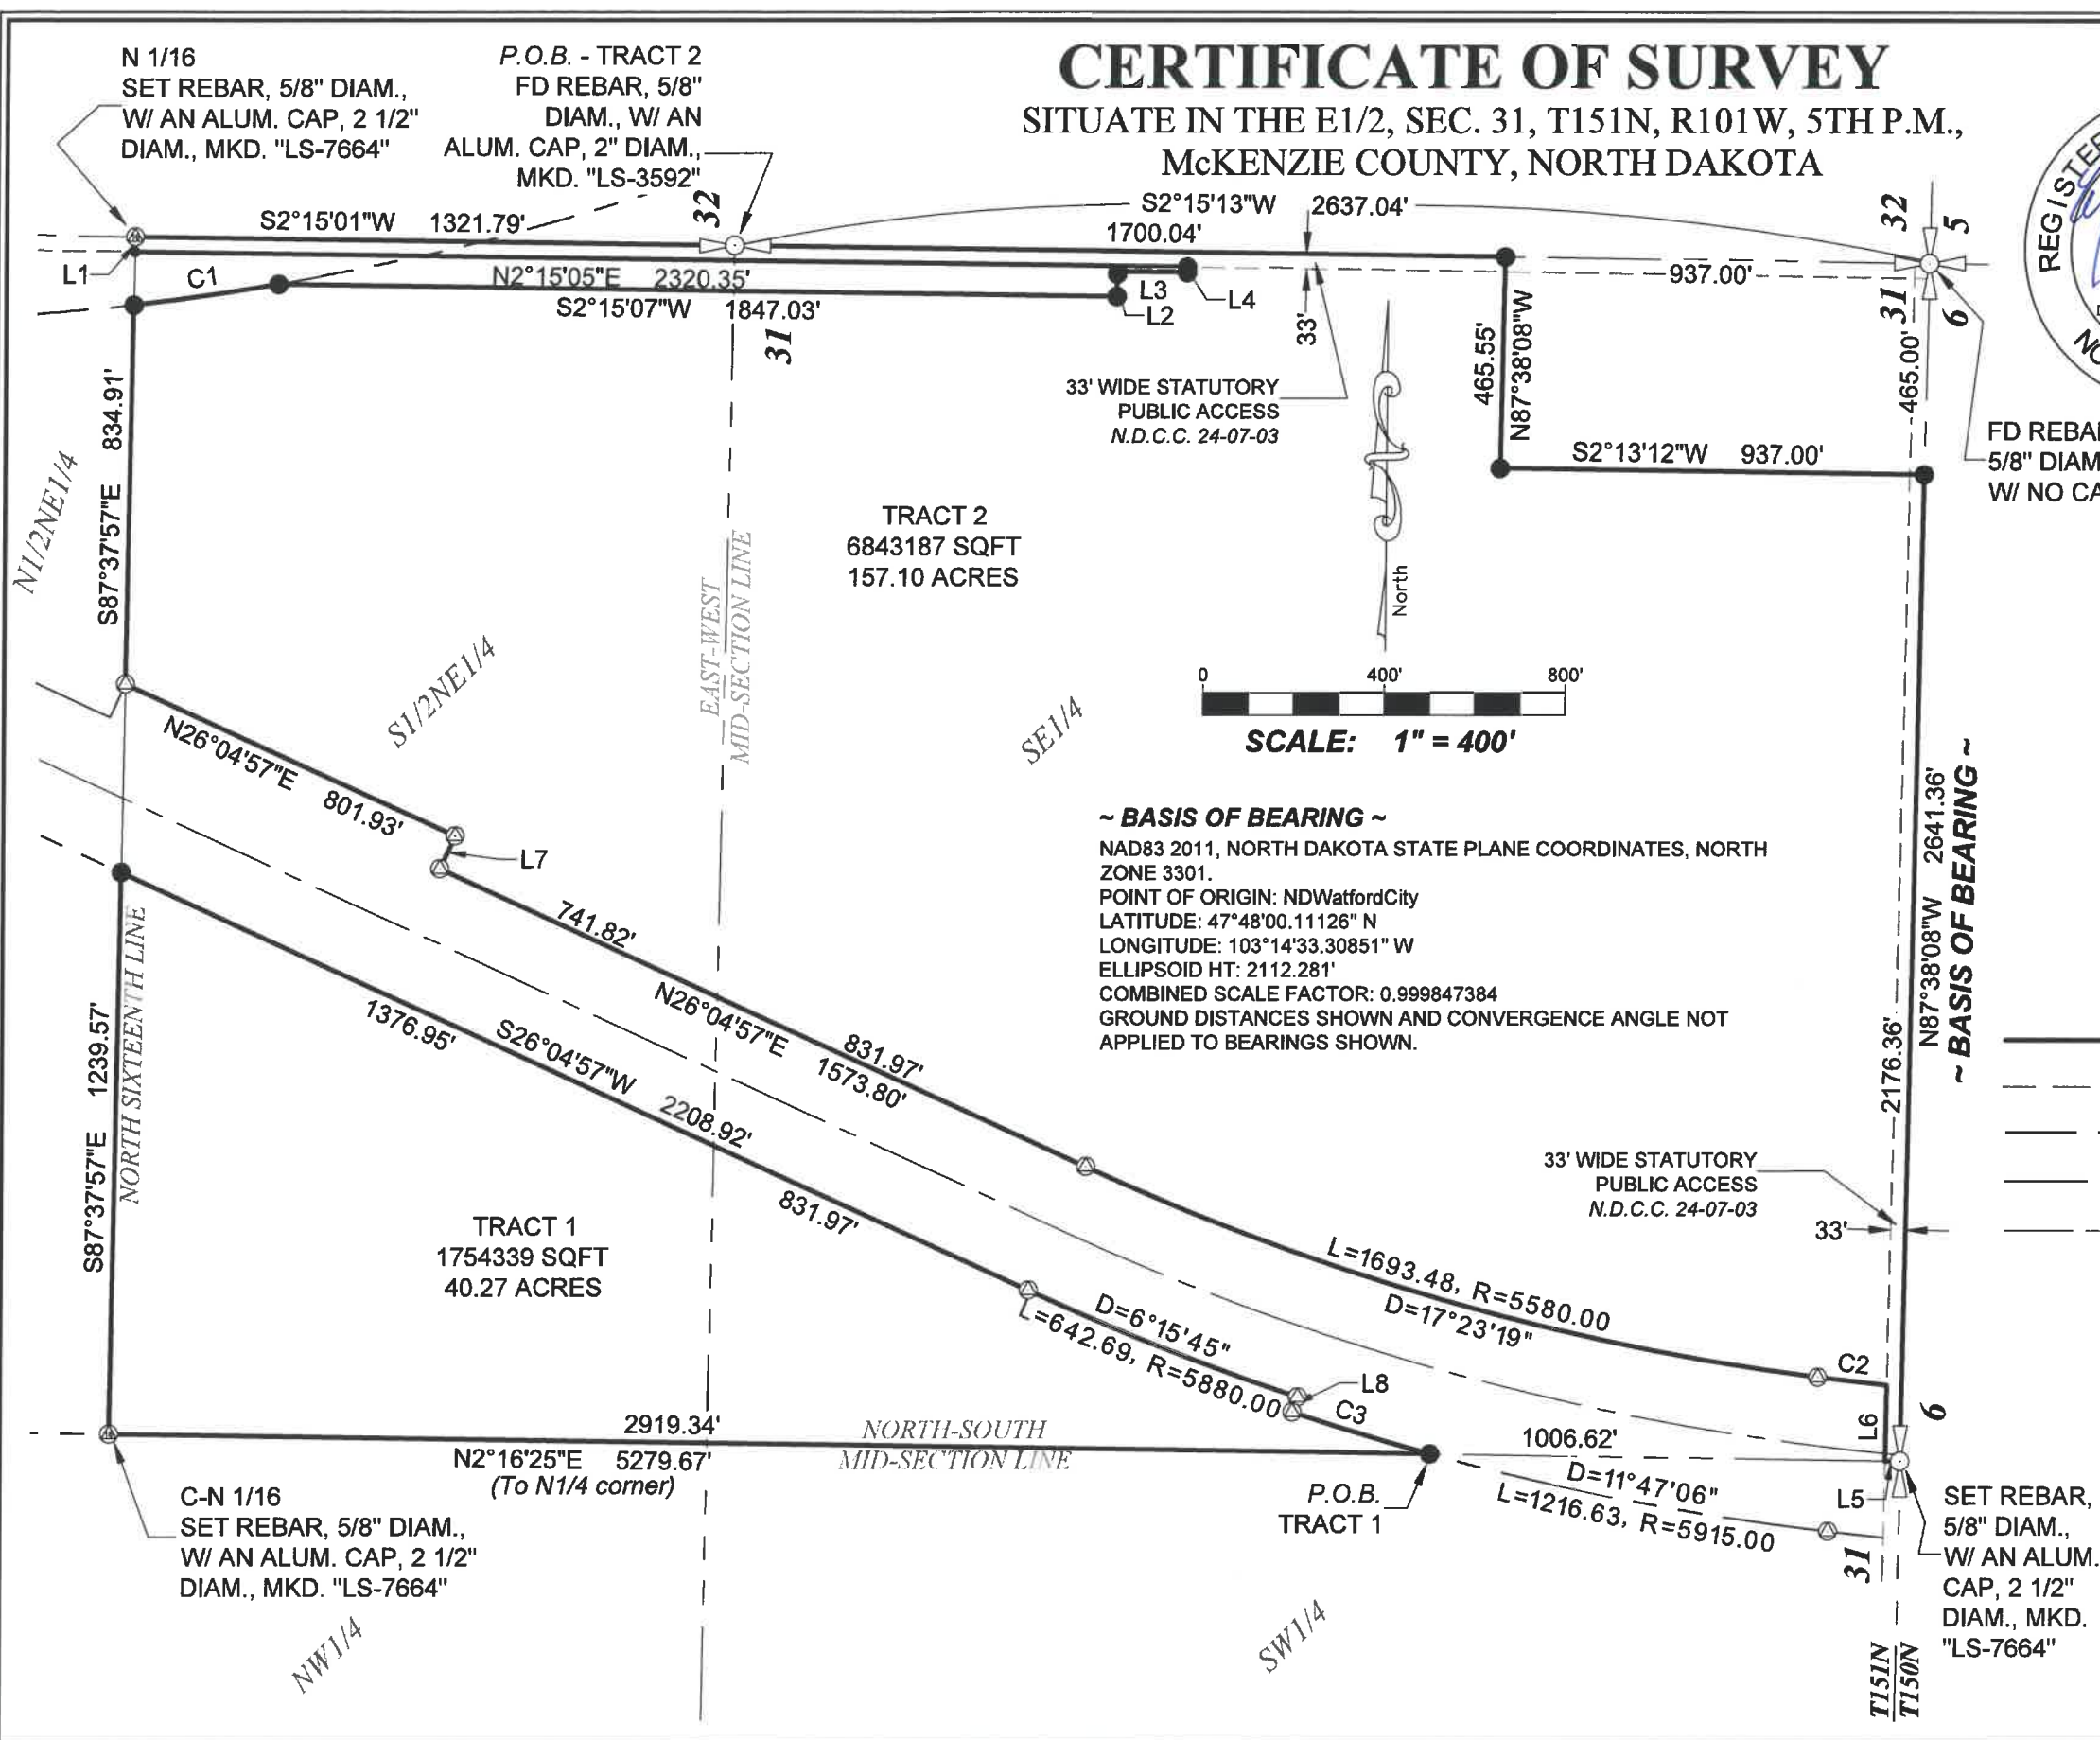 CERTIFICATE OF SURVEY
SITUATE IN THE E1/2, SEC. 31, T151N, R101W, 5TH P.M.,
McKENZIE COUNTY, NORTH DAKOTA
N 1/16
SET REBAR, 5/8" DIAM.,
W/ AN ALUM. CAP, 2 1/2"
DIAM., MKD. "LS-7664"
P.O.B. - TRACT 2
FD REBAR, 5/8"
DIAM., W/ AN
ALUM. CAP, 2" DIAM.,
MKD. "LS-3592"
32
S2°15'01"W 1321.79'
S2°15'13"W 2637.04'
1700.04'
32
5
31
6
937.00'
L1
C1
N2°15'05"E 2320.35'
S2°15'07"W 1847.03'
L3
L2
L4
31
33'
33' WIDE STATUTORY
PUBLIC ACCESS
N.D.C.C. 24-07-03
465.55'
N87°38'08"W
465.00'
S2°13'12"W 937.00'
FD REBAR
5/8" DIAM
W/ NO
REGISTER
S87°37'57"E 834.91'
N1/2NE1/4
S1/2NE1/4
TRACT 2
6843187 SQFT
157.10 ACRES
EAST-WEST
MID-SECTION LINE
SE1/4
North
0 400' 800'
SCALE: 1" = 400'
~ BASIS OF BEARING ~
NAD83 2011, NORTH DAKOTA STATE PLANE COORDINATES, NORTH
ZONE 3301.
POINT OF ORIGIN: NDWatfordCity
LATITUDE: 47°48'00.11126" N
LONGITUDE: 103°14'33.30851" W
ELLIPSOID HT: 2112.281'
COMBINED SCALE FACTOR: 0.999847384
GROUND DISTANCES SHOWN AND CONVERGENCE ANGLE NOT
APPLIED TO BEARINGS SHOWN.
N87°38'08"W 2641.36'
~ BASIS OF BEARING ~
2176.36'
N26°04'57"E 801.93'
L7
741.82'
N26°04'57"E 1573.80'
831.97'
1376.95'
S26°04'57"W 2208.92'
831.97'
S87°37'57"E 1239.57'
NORTH SIXTEENTH LINE
TRACT 1
1754339 SQFT
40.27 ACRES
33' WIDE STATUTORY
PUBLIC ACCESS
N.D.C.C. 24-07-03
33'
L=1693.48, R=5580.00
D=17°23'19"
D=6°15'45"
L=642.69, R=5880.00
L8
C3
C2
L6
6
2919.34'
N2°16'25"E 5279.67'
(To N1/4 corner)
NORTH-SOUTH
MID-SECTION LINE
1006.62'
D=11°47'06"
L=1216.63, R=5915.00
P.O.B.
TRACT 1
L5
31
C-N 1/16
SET REBAR, 5/8" DIAM.,
W/ AN ALUM. CAP, 2 1/2"
DIAM., MKD. "LS-7664"
SET REBAR,
5/8" DIAM.,
W/ AN ALUM.
CAP, 2 1/2"
DIAM., MKD.
"LS-7664"
NW1/4
SW1/4
T151N
T150N